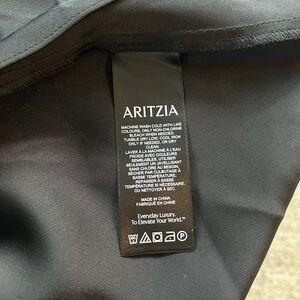 ARITZIA
MACHINE WASH COLD WITH LIKE
COLOURS, ONLY NON-CHLORINE
BLEACH WHEN NEEDED.
TUMBLE DRY LOW, COOL IRON
ONLY IF NEEDED, OR DRY
CLEAN.
LAVER À LA MACHINE À L'EAU
FROIDE AVEC COULEURS
SEMBLABLES, UTILISER
SEULEMENT UN JAVELLISANT
SANS CHLORE AU BESOIN,
SÉCHER PAR CULBUTAGE À
BASSE TEMPÉRATURE,
REPASSAGE À BASSE
TEMPÉRATURE SI NÉCESSAIRE,
OU NETTOYER À SEC.
MADE IN CHINA
FABRIQUÉ EN CHINE
Everyday Luxury.
To Elevate Your World.™
P